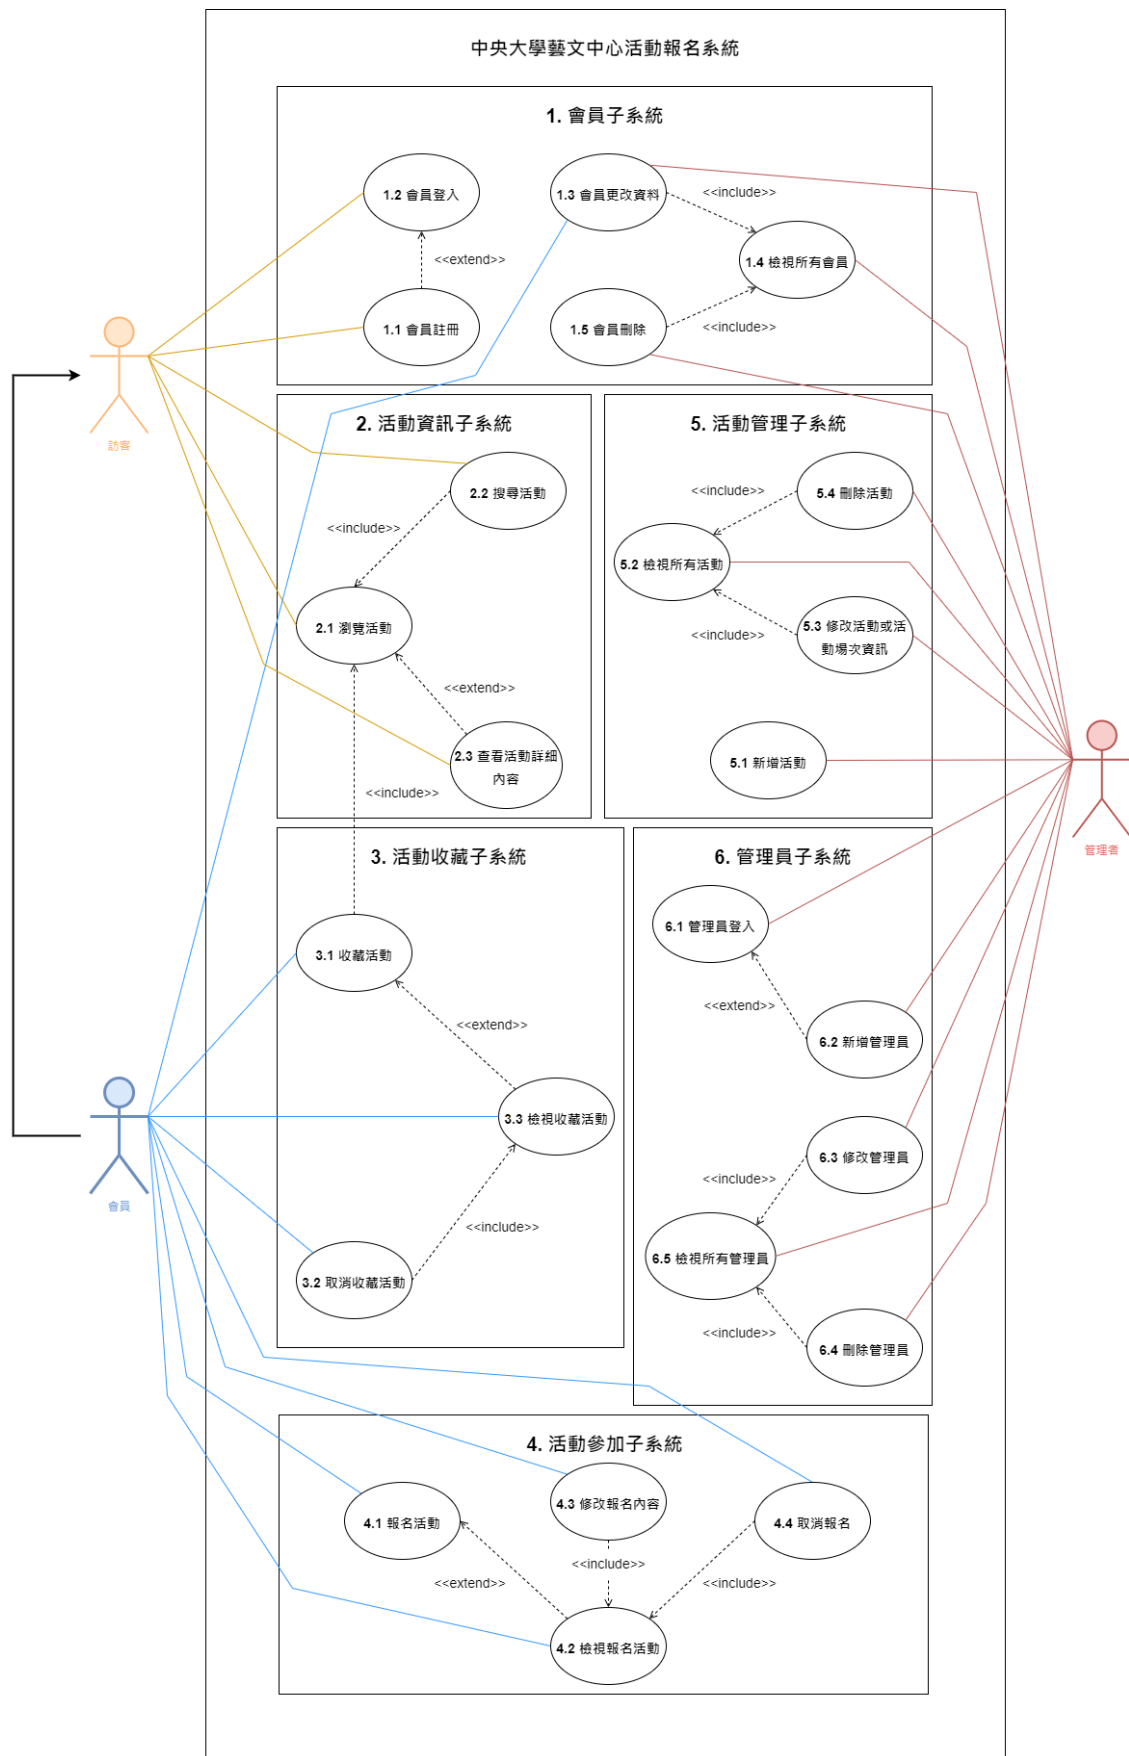 中央大學藝文中心活動報名系統
1. 會員子系統
1.2 會員登入
1.3 會員更改資料
<<include>>
1.4 檢視所有會員
<<extend>>
1.1 會員註冊
1.5 會員刪除
<<include>>
訪客
2. 活動資訊子系統
2.2 搜尋活動
<<include>>
2.1 瀏覽活動
<<extend>>
2.3 查看活動詳細
內容
<<include>>
5. 活動管理子系統
5.4 刪除活動
<<include>>
5.2 檢視所有活動
<<include>>
5.3 修改活動或活
動場次資訊
5.1 新增活動
管理者
3. 活動收藏子系統
3.1 收藏活動
<<extend>>
3.3 檢視收藏活動
<<include>>
3.2 取消收藏活動
會員
6. 管理員子系統
6.1 管理員登入
<<extend>>
6.2 新增管理員
6.3 修改管理員
<<include>>
6.5 檢視所有管理員
<<include>>
6.4 刪除管理員
4. 活動參加子系統
4.1 報名活動
4.3 修改報名內容
4.4 取消報名
<<extend>>
<<include>>
<<include>>
4.2 檢視報名活動